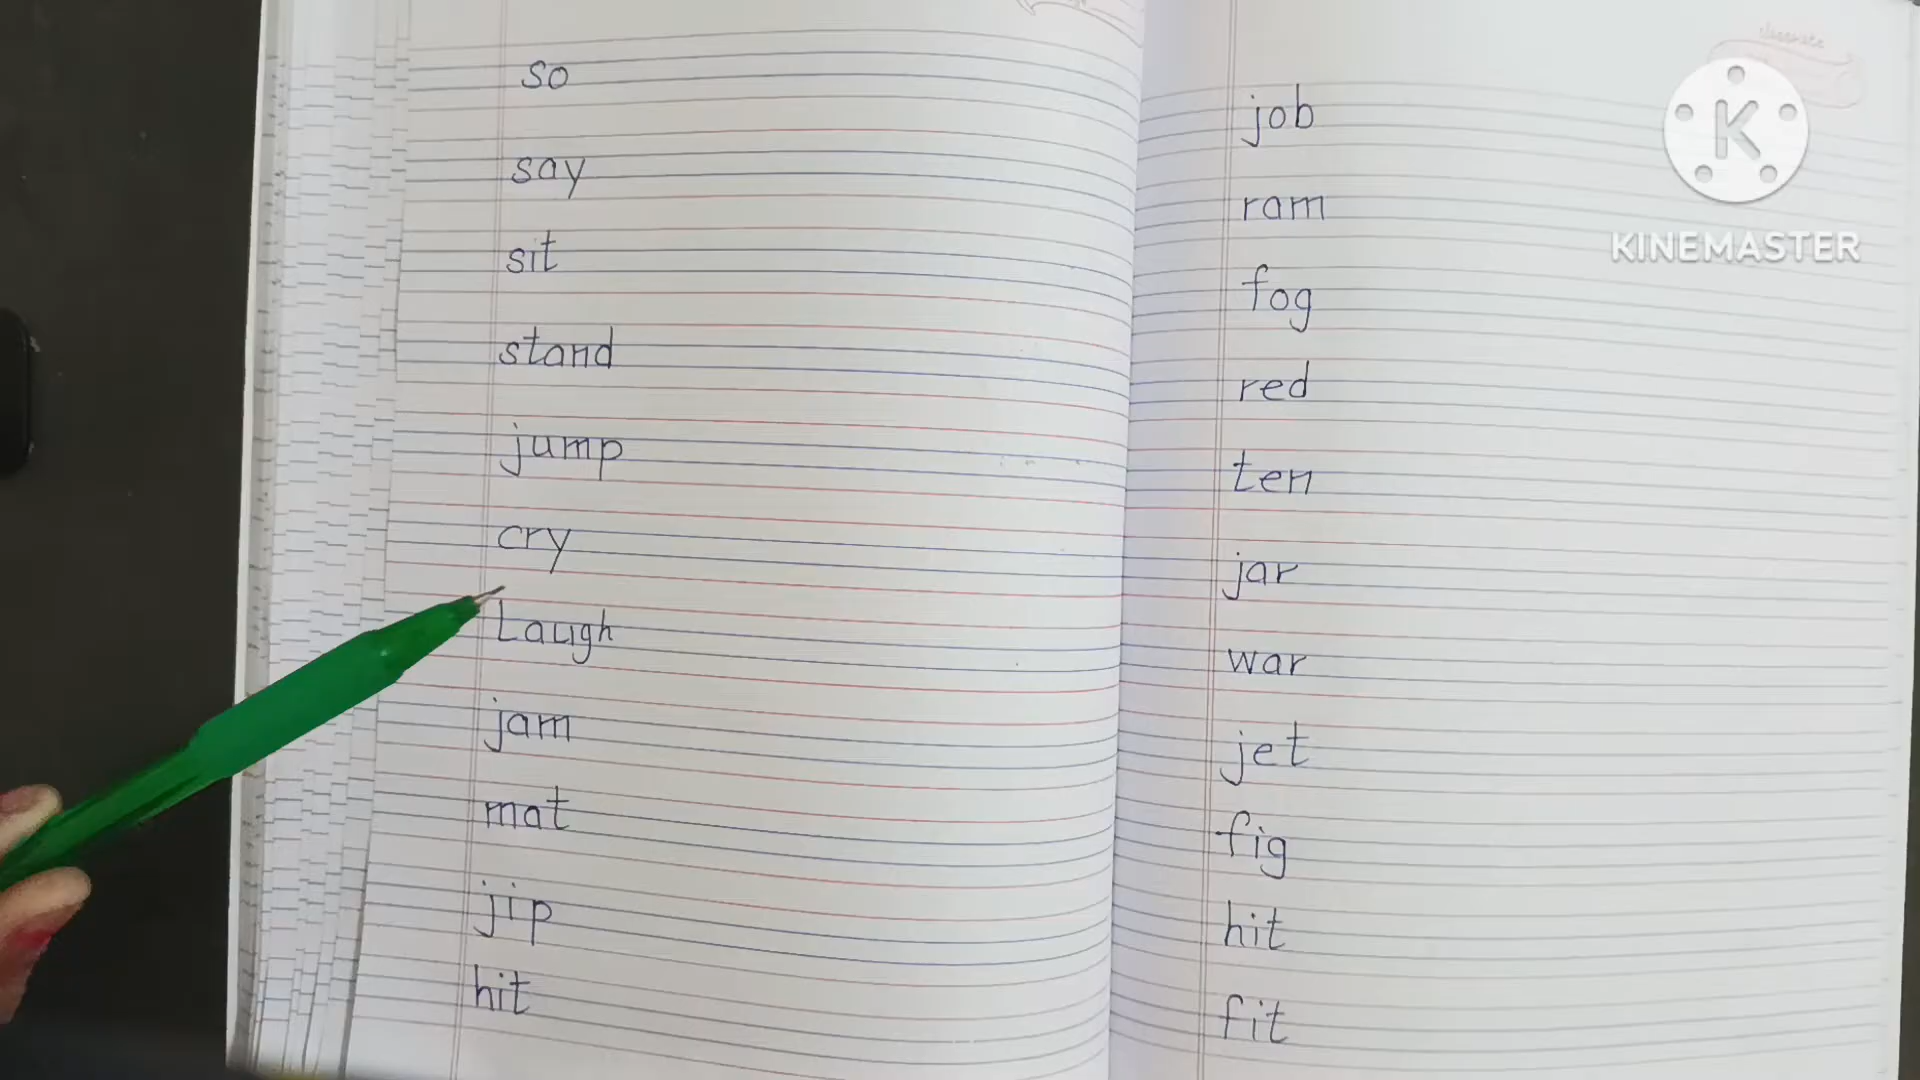 so
say
sit
stand
jump
cry
Laugh
jam
mat
jip
hit
job
ram
fog
red
ten
jar
war
jet
fig
hit
fit
K
KINEMASTER